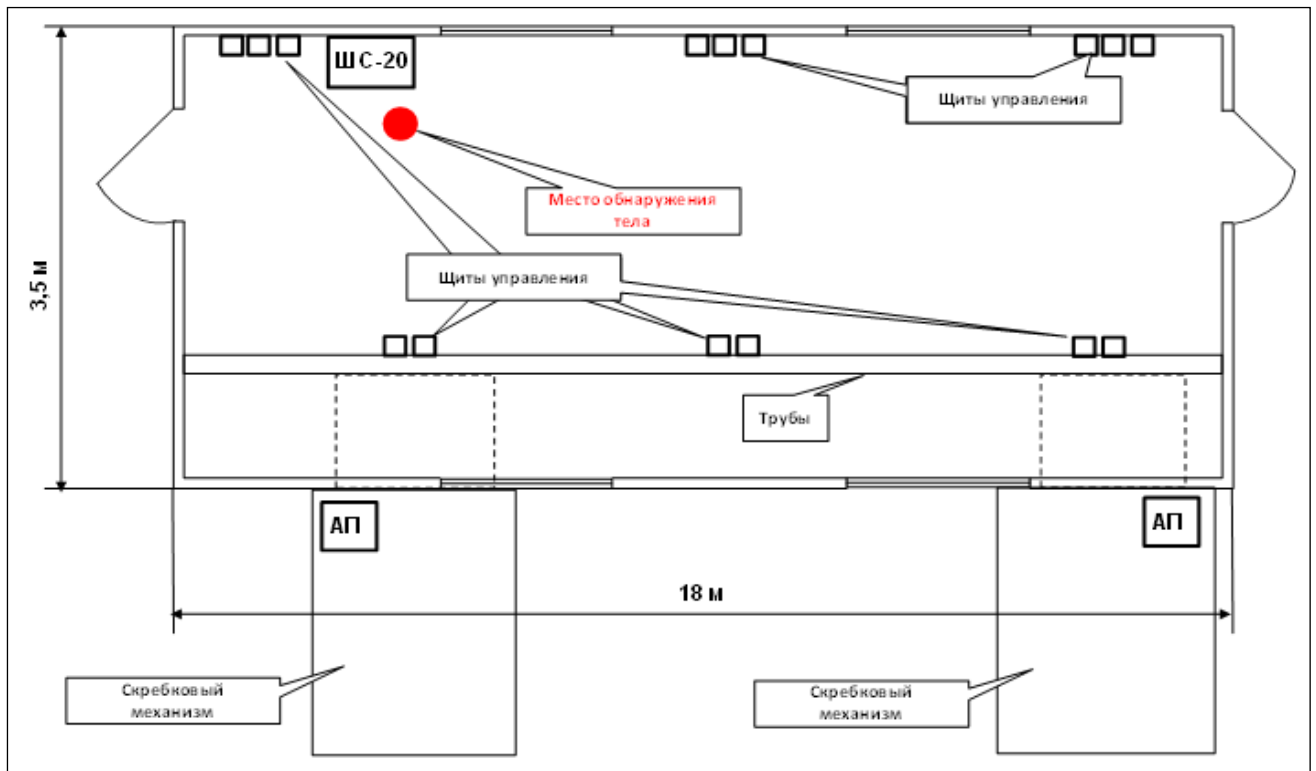 ШС-20
Щиты управления
Место обнаружения
тела
Щиты управления
3,5 м
Трубы
АП
АП
18 м
Скребковый
механизм
Скребковый
механизм